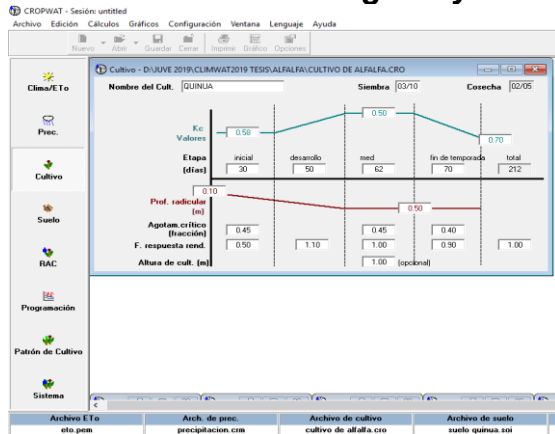 CROPWAT - Sesión: untitled
Archivo Edición Cálculos Gráficos Configuración Ventana Lenguaje Ayuda
Nuevo Abrir Guardar Cerrar Imprimir Gráfico Opciones
Cultivo - D:\JUVE 2019\CLIMWAT2019 TESIS\ALFALFA\CULTIVO DE ALFALFA.CRO
Nombre del Cult. QUINUA Siembra 03/10 Cosecha 02/05
Kc Valores 0.58 0.50 0.70
Etapa inicial desarollo med fin de temporada total
(días) 30 50 62 70 212
Prof. radicular (m) 0.10 0.50
Agotam.crítico (fracción) 0.45 0.45 0.40
F. respuesta rend. 0.50 1.10 1.00 0.90 1.00
Altura de cult. (m) 1.00 (opcional)
Clima/ETo
Prec.
Cultivo
Suelo
RAC
Programación
Patrón de Cultivo
Sistema
Archivo ETo Arch. de prec. Archivo de cultivo Archivo de suelo
eto.pem precipitacion.crm cultivo de alfalfa.cro suelo quinua.soi